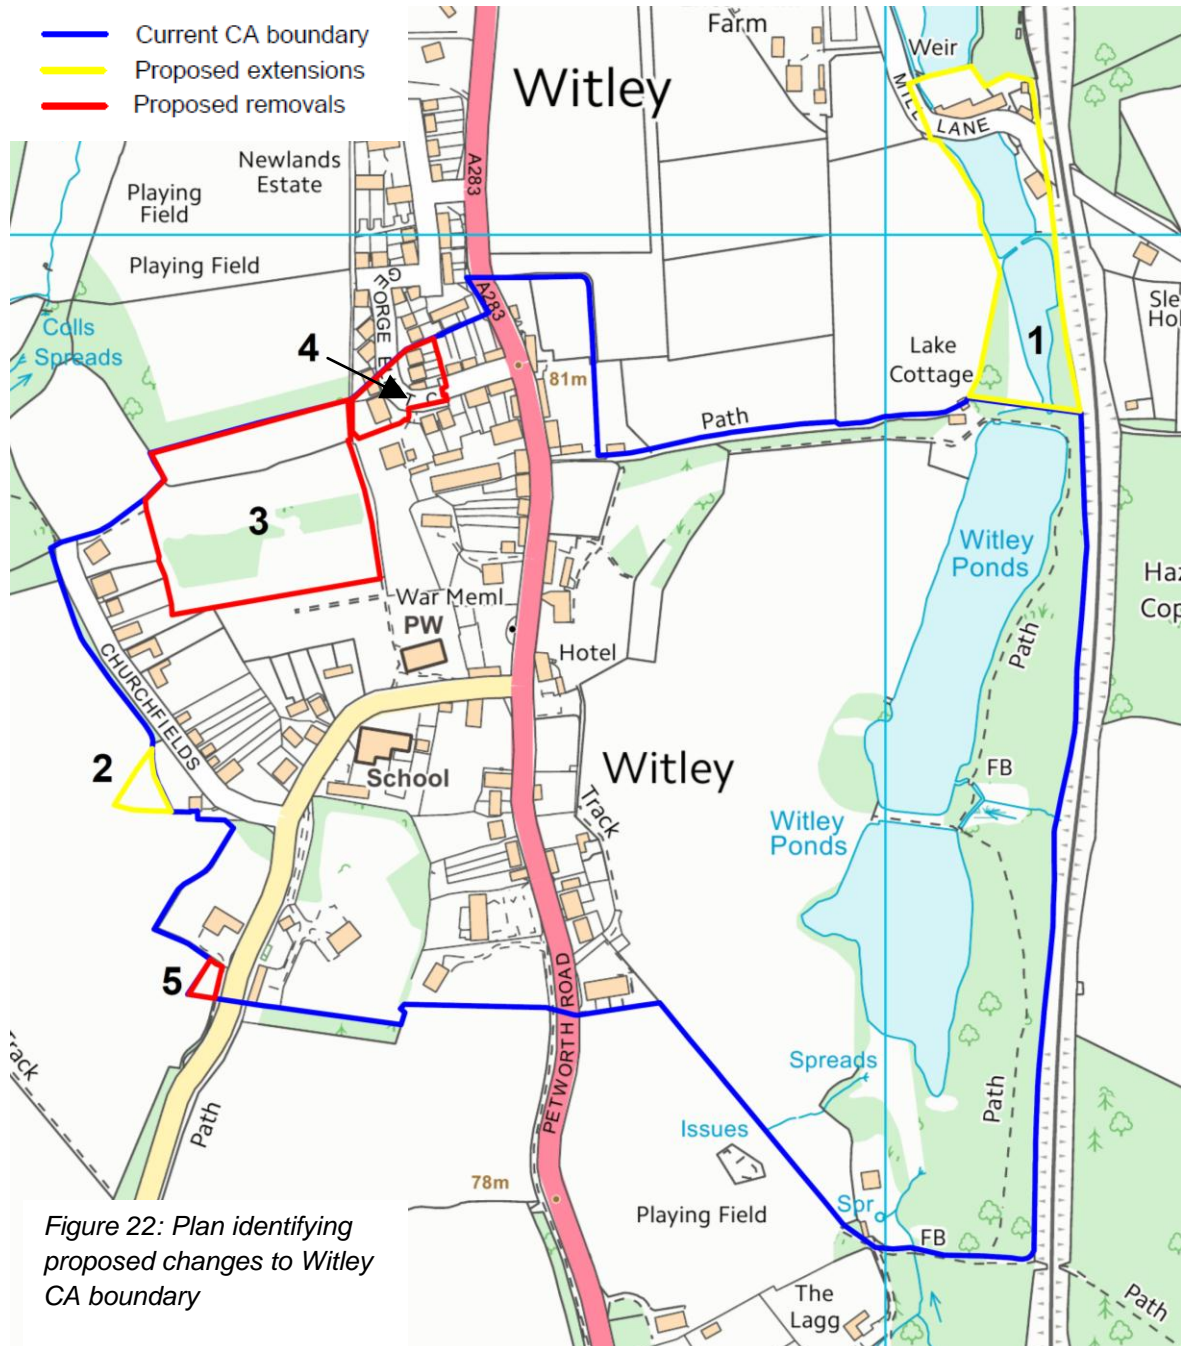 Current CA boundary
Proposed extensions
Proposed removals
Farm
Weir
Witley
MILL
LANE
A283
Newlands
Estate
Playing
Field
Playing Field
GEORGE
A283
Colls
Spreads
4
81m
Lake
Cottage
1
Path
3
Witley
Ponds
War Meml
PW
Hotel
Path
CHURCHFIELDS
2
School
Witley
FB
Track
Witley
Ponds
5
PETWORTH ROAD
Spreads
Track
Path
Issues
Path
78m
Playing Field
Spr
FB
The
Lagg
Path
Figure 22: Plan identifying
proposed changes to Witley
CA boundary